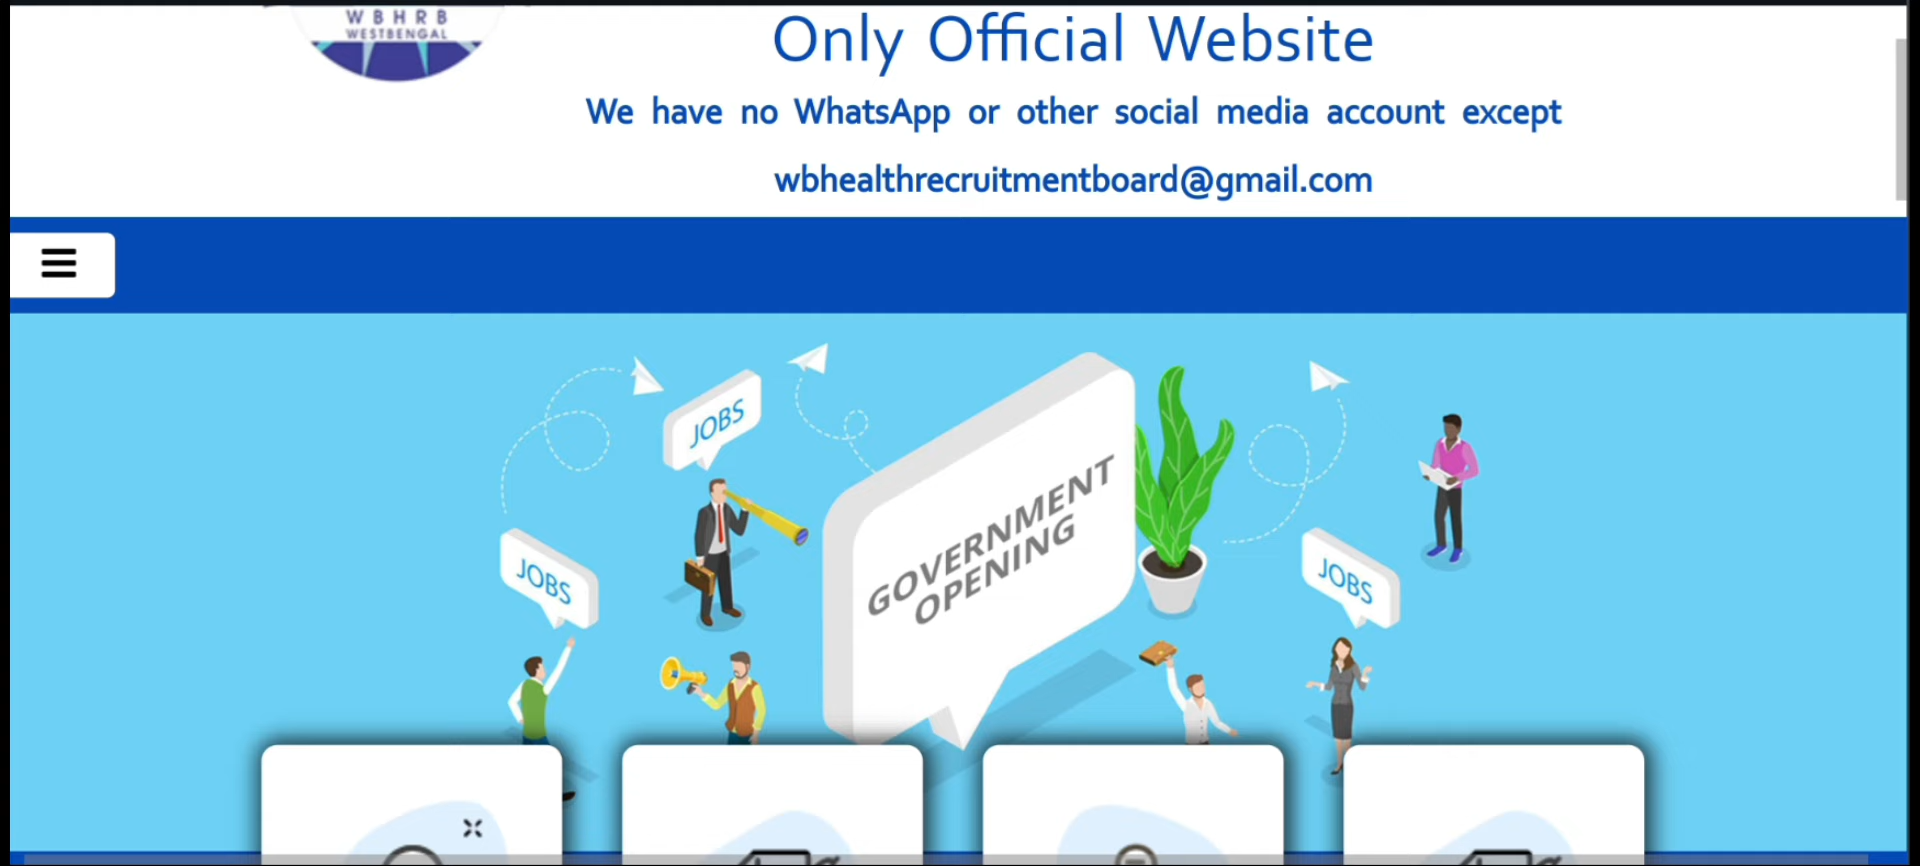 WBHRB
WESTBENGAL
Only Official Website
We have no WhatsApp or other social media account except
wbhealthrecruitmentboard@gmail.com
JOBS
GOVERNMENT
OPENING
JOBS
JOBS